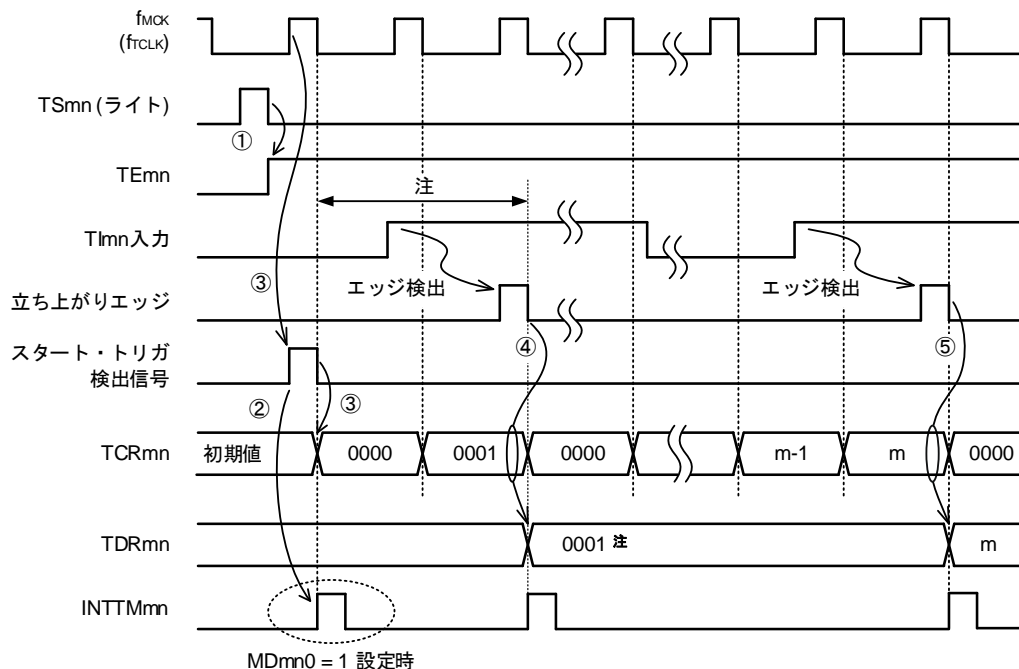 fMCK
(fTCLK)
TSmn (ライト)
①
TEmn
注
TImn入力
③
エッジ検出
エッジ検出
立ち上がりエッジ
④
⑤
スタート・トリガ
検出信号
②
③
TCRmn
初期値
0000
0001
0000
m-1
m
0000
TDRmn
0001 注
m
INTTMmn
MDmn0 = 1 設定時